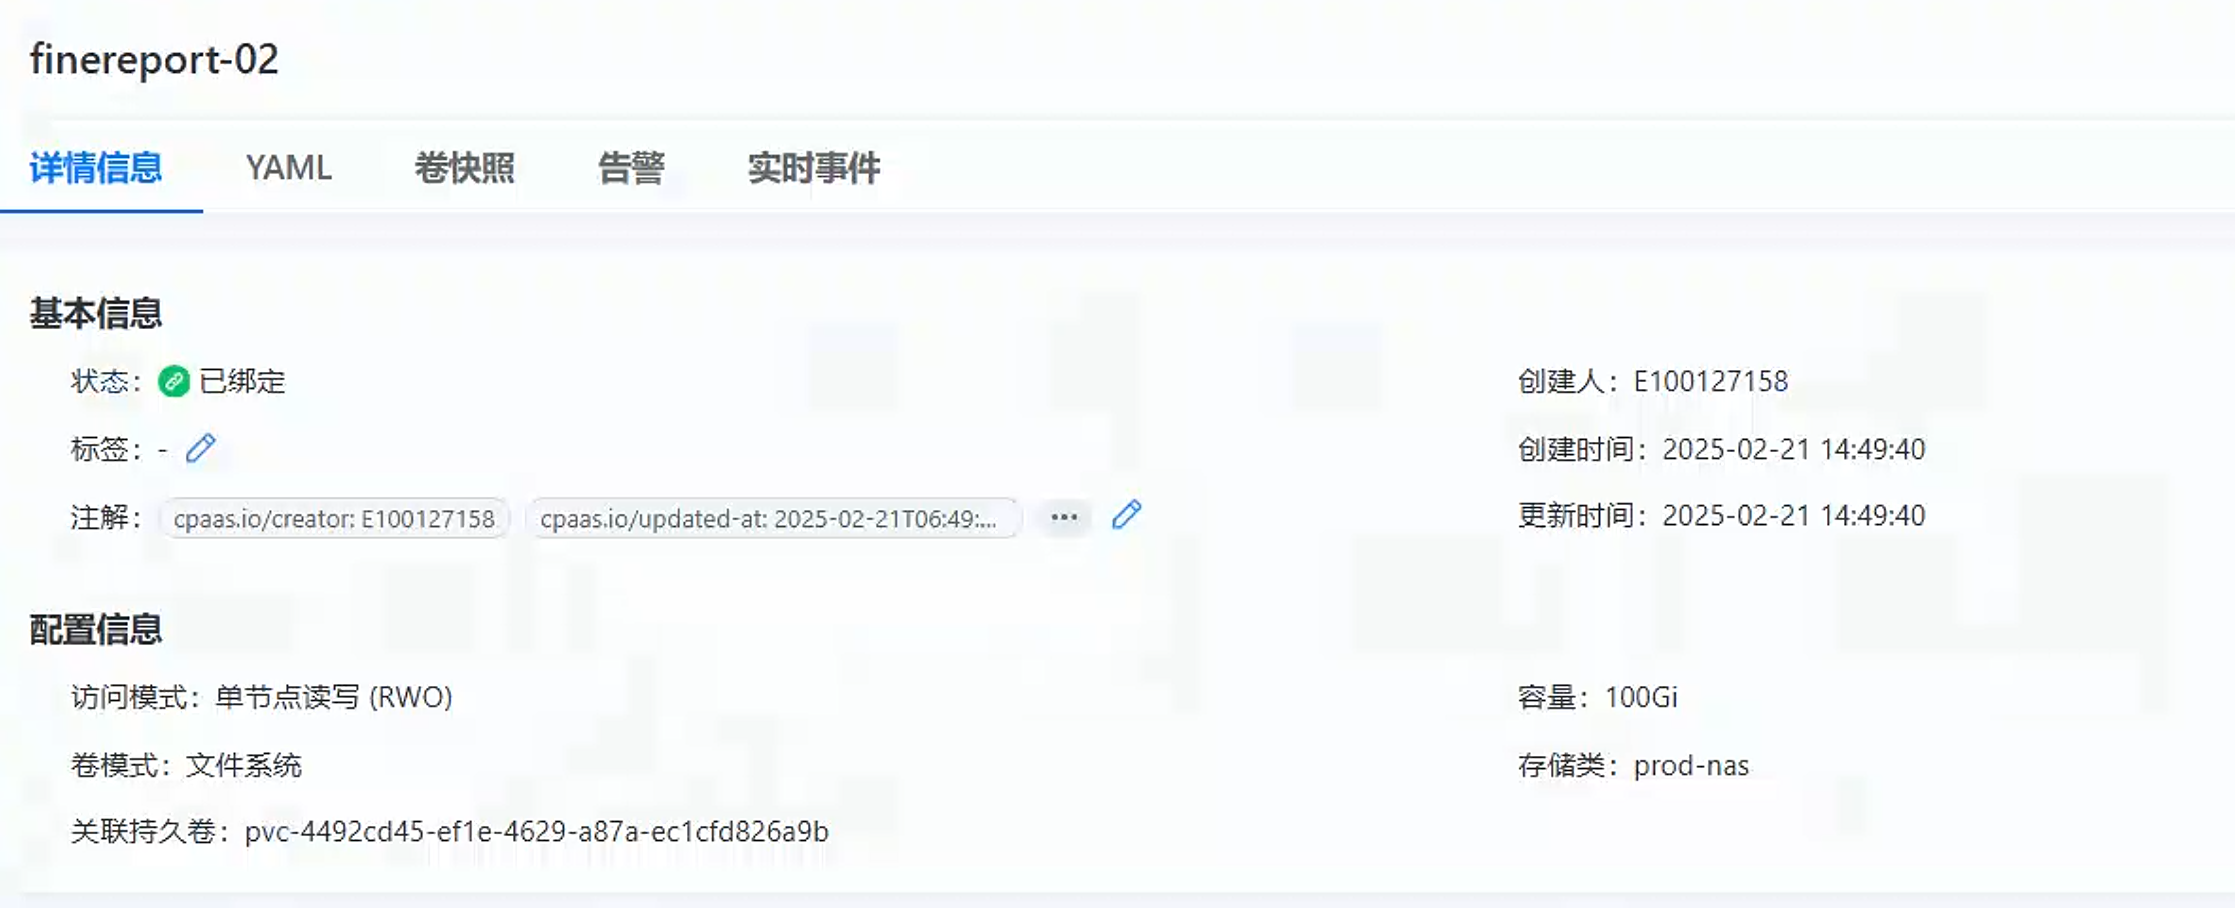 finereport-02
详情信息 YAML 卷快照 告警 实时事件
基本信息
状态： 已绑定 创建人：E100127158
标签：- 创建时间：2025-02-21 14:49:40
注解： cpaas.io/creator: E100127158 cpaas.io/updated-at: 2025-02-21T06:49:... ••• 更新时间：2025-02-21 14:49:40
配置信息
访问模式：单节点读写 (RWO) 容量：100Gi
卷模式：文件系统 存储类：prod-nas
关联持久卷：pvc-4492cd45-ef1e-4629-a87a-ec1cfd826a9b